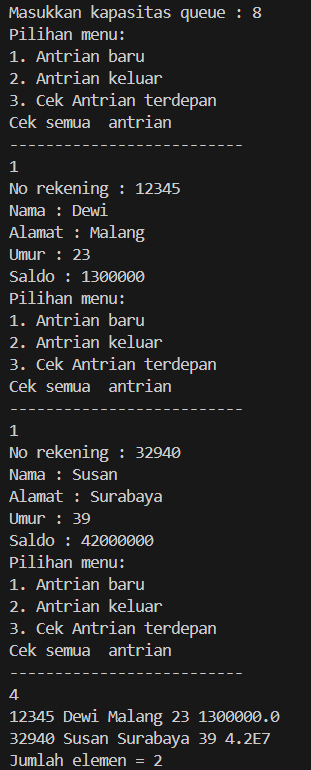 Masukkan kapasitas queue : 8
Pilihan menu:
1. Antrian baru
2. Antrian keluar
3. Cek Antrian terdepan
Cek semua  antrian
--------------------------
1
No rekening : 12345
Nama : Dewi
Alamat : Malang
Umur : 23
Saldo : 1300000
Pilihan menu:
1. Antrian baru
2. Antrian keluar
3. Cek Antrian terdepan
Cek semua  antrian
--------------------------
1
No rekening : 32940
Nama : Susan
Alamat : Surabaya
Umur : 39
Saldo : 42000000
Pilihan menu:
1. Antrian baru
2. Antrian keluar
3. Cek Antrian terdepan
Cek semua  antrian
--------------------------
4
12345 Dewi Malang 23 1300000.0
32940 Susan Surabaya 39 4.2E7
Jumlah elemen = 2